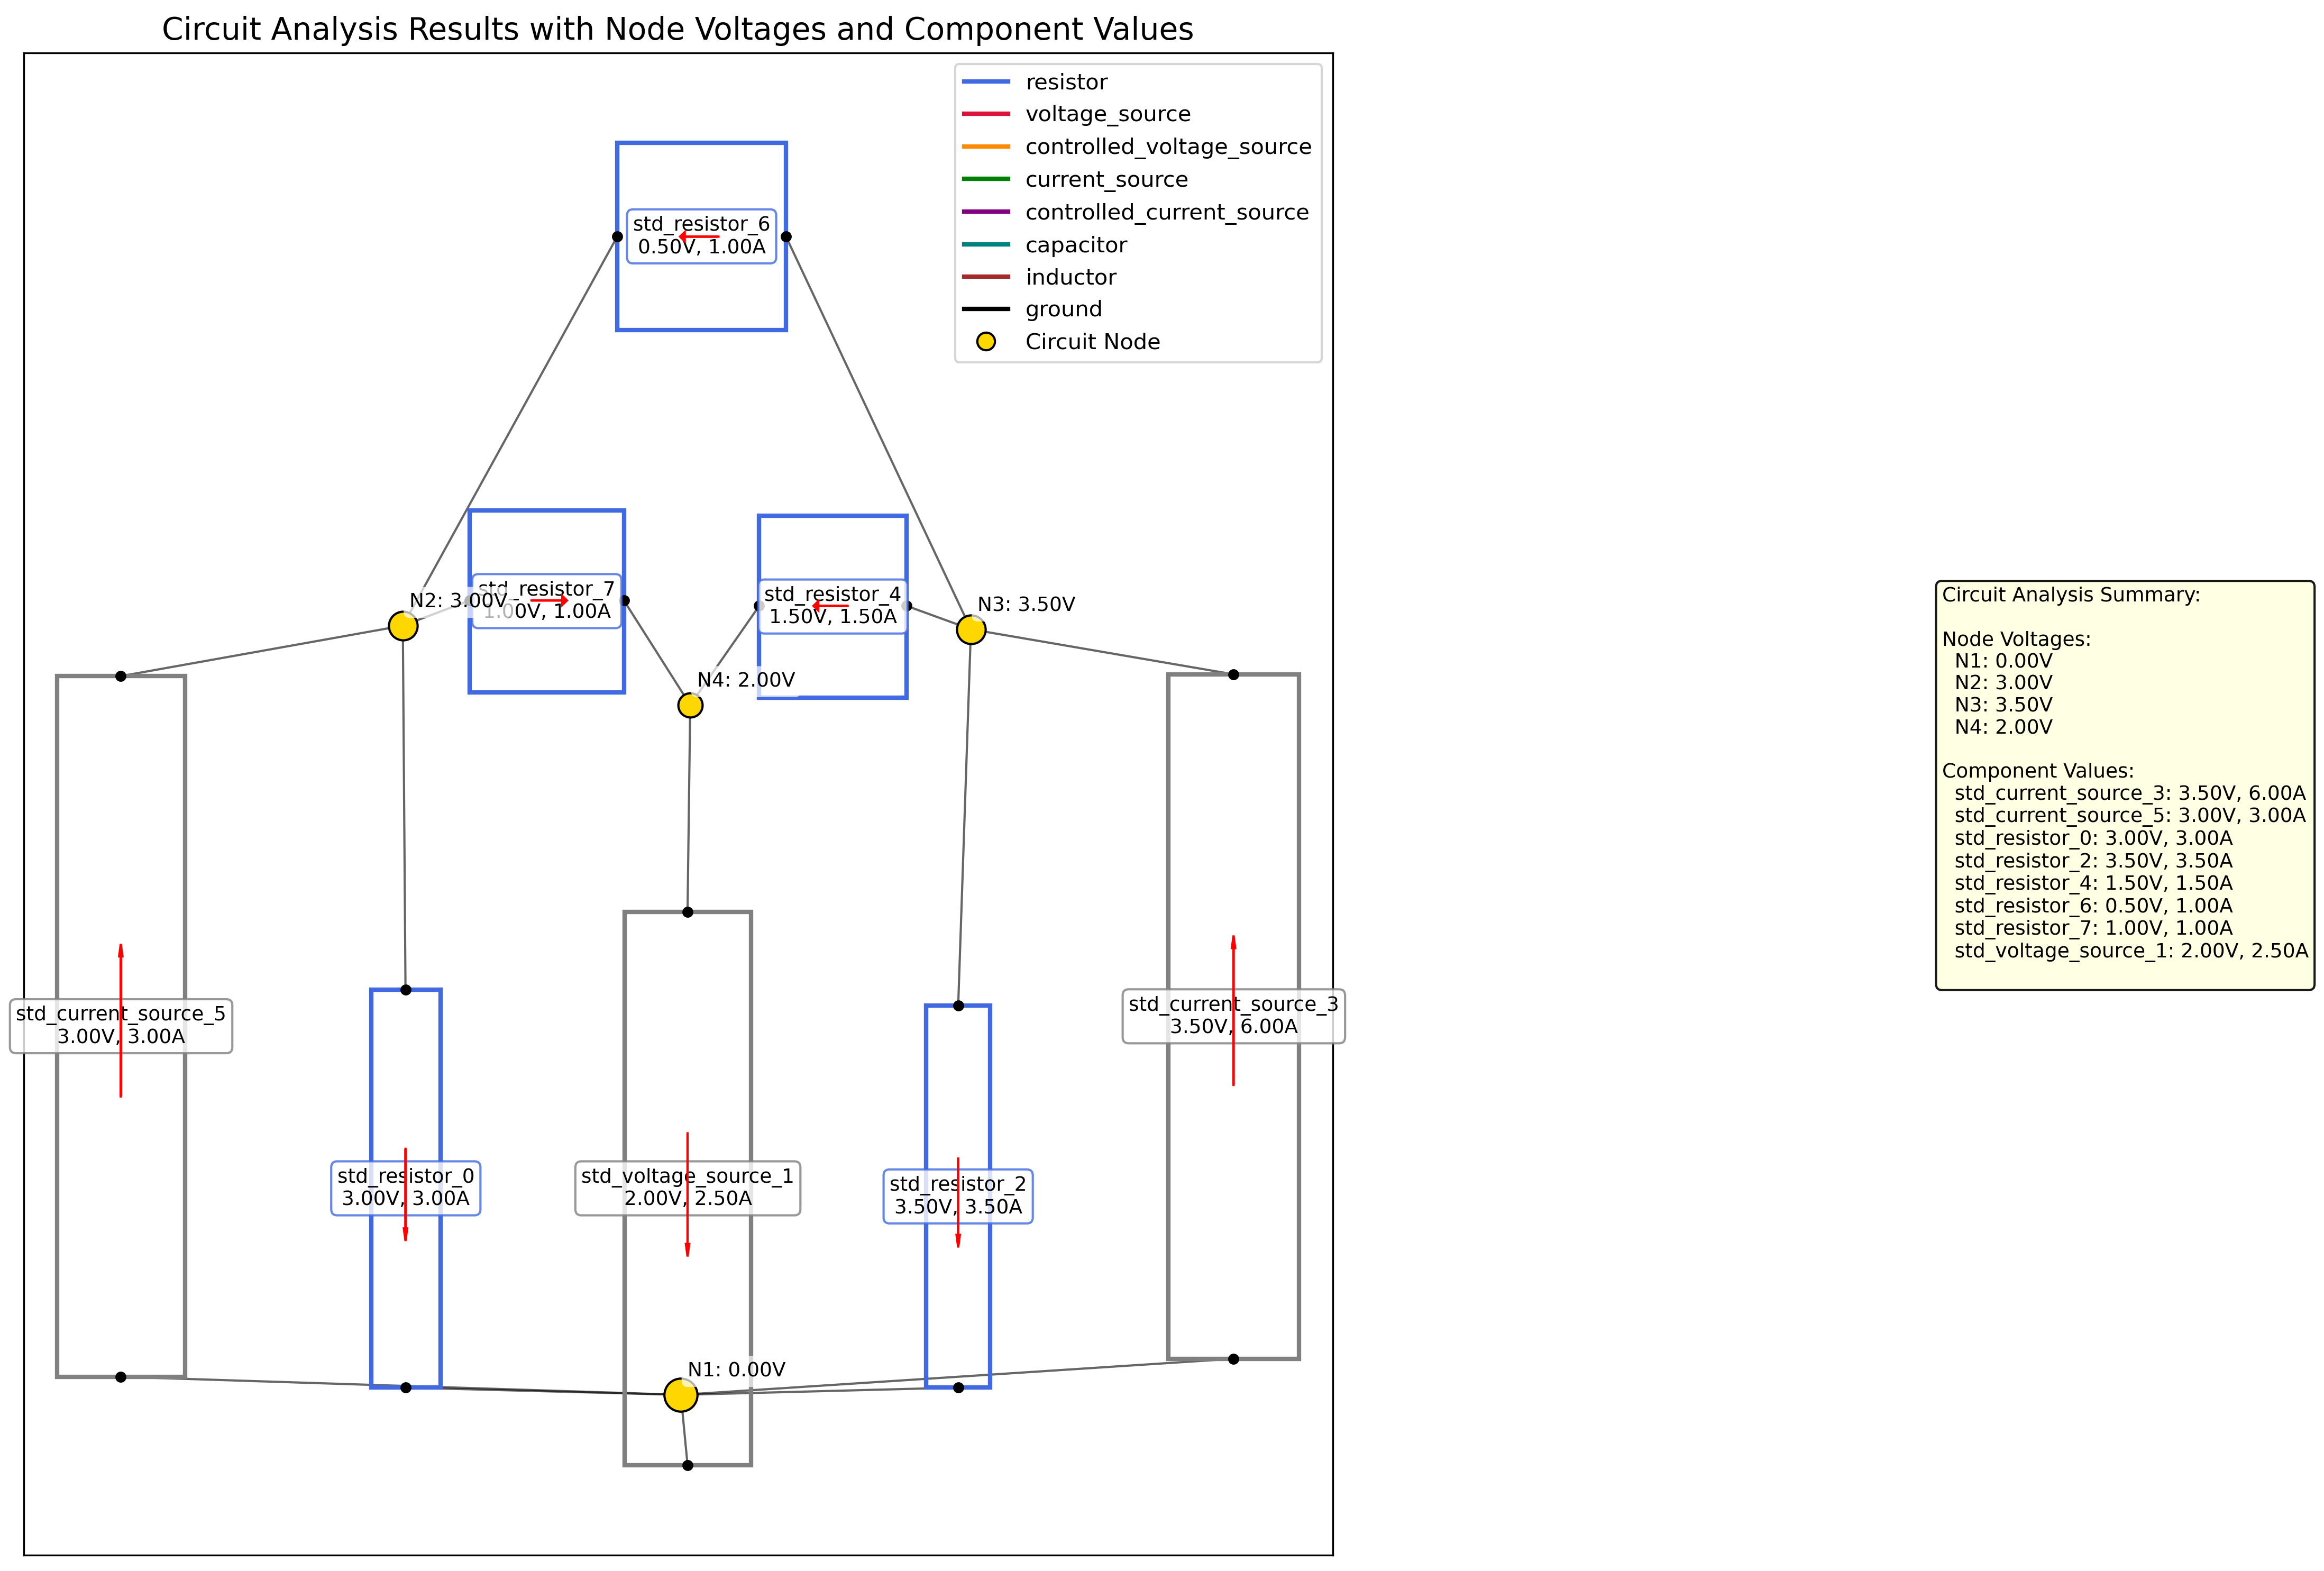 Circuit Analysis Results with Node Voltages and Component Values
resistor
voltage_source
controlled_voltage_source
current_source
controlled_current_source
capacitor
inductor
ground
Circuit Node
std_resistor_6
0.50V, 1.00A
std_resistor_7
1.00V, 1.00A
std_resistor_4
1.50V, 1.50A
N2: 3.00V
N3: 3.50V
N4: 2.00V
std_current_source_5
3.00V, 3.00A
std_current_source_3
3.50V, 6.00A
std_resistor_0
3.00V, 3.00A
std_voltage_source_1
2.00V, 2.50A
std_resistor_2
3.50V, 3.50A
N1: 0.00V
Circuit Analysis Summary:
Node Voltages:
N1: 0.00V
N2: 3.00V
N3: 3.50V
N4: 2.00V
Component Values:
std_current_source_3: 3.50V, 6.00A
std_current_source_5: 3.00V, 3.00A
std_resistor_0: 3.00V, 3.00A
std_resistor_2: 3.50V, 3.50A
std_resistor_4: 1.50V, 1.50A
std_resistor_6: 0.50V, 1.00A
std_resistor_7: 1.00V, 1.00A
std_voltage_source_1: 2.00V, 2.50A